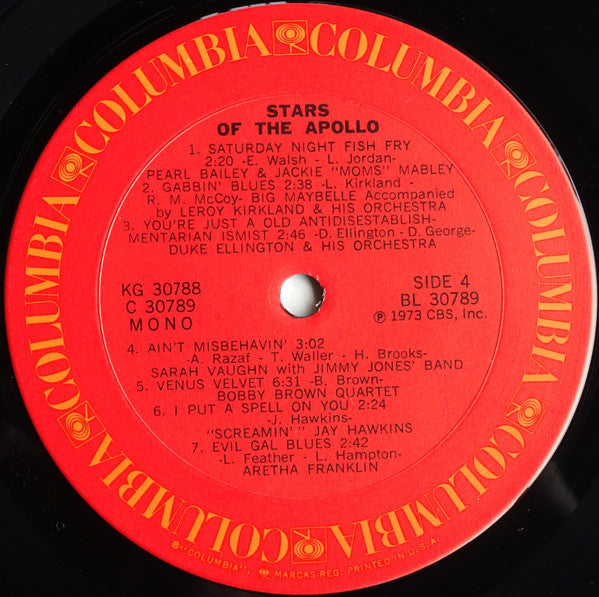 COLUMBIA COLUMBIA COLUMBIA COLUMBIA COLUMBIA COLUMBIA COLUMBIA COLUMBIA
STARS
OF THE APOLLO
1. SATURDAY NIGHT FISH FRY
2:20 -E. Walsh - L. Jordan-
PEARL BAILEY & JACKIE "MOMS" MABLEY
2. GABBIN' BLUES 2:38 -L. Kirkland -
R. M. McCoy- BIG MAYBELLE Accompanied
by LEROY KIRKLAND & HIS ORCHESTRA
3. YOU'RE JUST A OLD ANTIDISESTABLISH-
MENTARIAN ISMIST 2:46 -D. Ellington - D. George-
DUKE ELLINGTON & HIS ORCHESTRA
KG 30788
C 30789
MONO
SIDE 4
BL 30789
℗ 1973 CBS, Inc.
4. AIN'T MISBEHAVIN' 3:02
-A. Razaf - T. Waller - H. Brooks-
SARAH VAUGHN with JIMMY JONES' BAND
5. VENUS VELVET 6:31 -B. Brown-
BOBBY BROWN QUARTET
6. I PUT A SPELL ON YOU 2:24
-J. Hawkins-
"SCREAMIN'" JAY HAWKINS
7. EVIL GAL BLUES 2:42
-L. Feather - L. Hampton-
ARETHA FRANKLIN
®"COLUMBIA", MARCAS REG. PRINTED IN U.S.A.